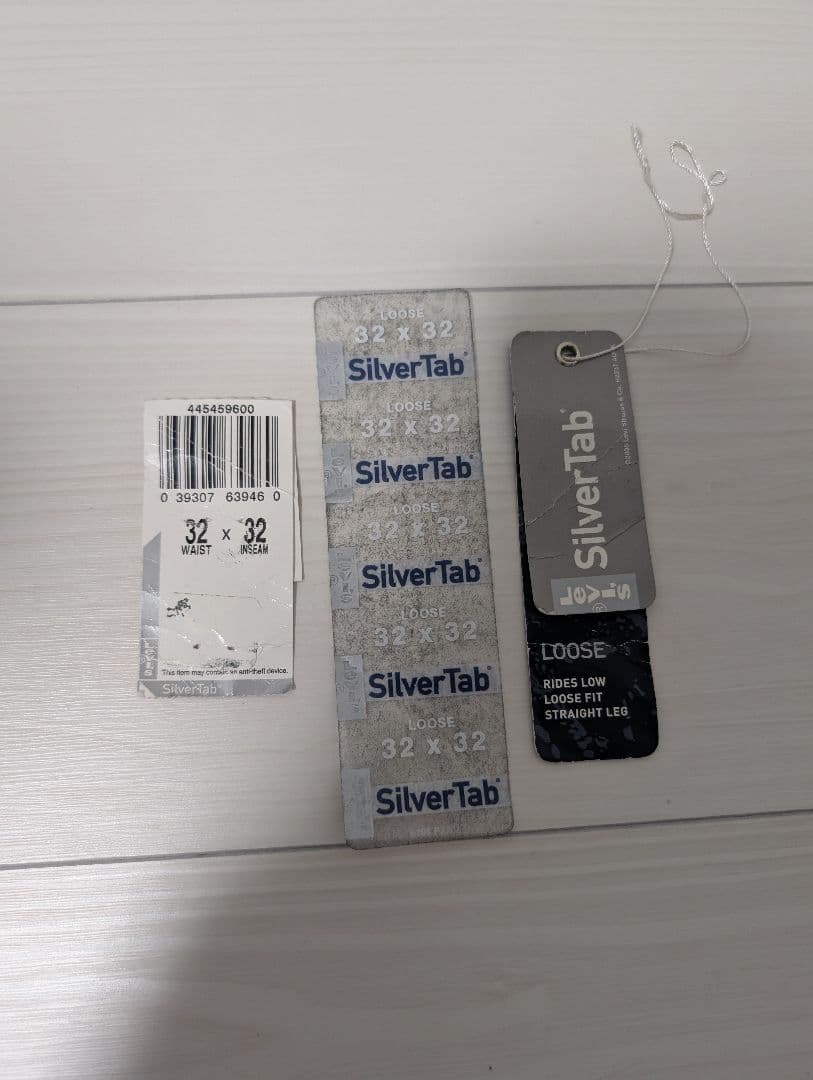 445459600
0 39307 63946 0
32 x 32
WAIST INSEAM
This item may contain an anti-theft device.
LEVI'S
SilverTab
LOOSE
32 x 32
SilverTab
LOOSE
32 x 32
SilverTab
LOOSE
32 x 32
LEVI'S
SilverTab
LOOSE
32 x 32
SilverTab
LOOSE
32 x 32
SilverTab
SilverTab®
Levi's®
LOOSE
RIDES LOW
LOOSE FIT
STRAIGHT LEG